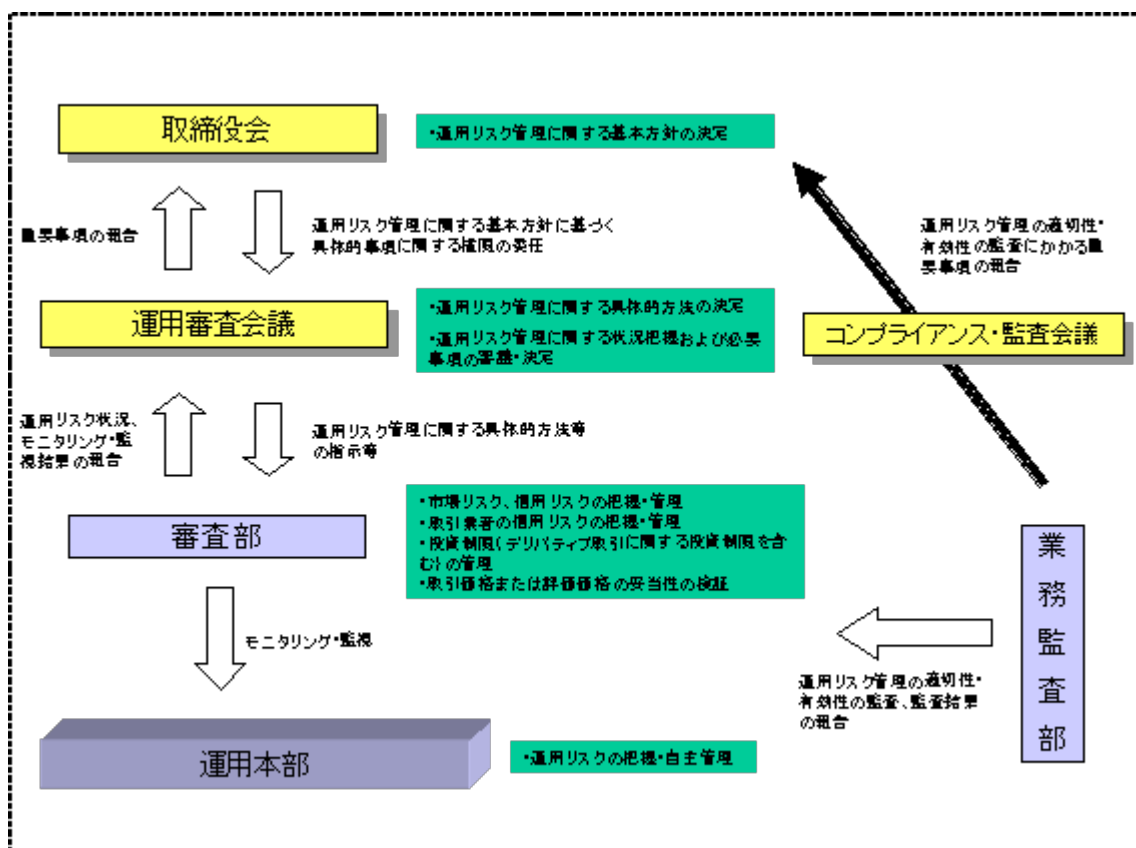 取締役会
・運用リスク管理に関する基本方針の決定
重要事項の報告
運用リスク管理に関する基本方針に基づく
具体的事項に関する権限の委任
運用リスク管理の適切性・
有効性の監査にかかる重
要事項の報告
運用審査会議
・運用リスク管理に関する具体的方法の決定
・運用リスク管理に関する状況把握および必要
事項の審議・決定
コンプライアンス・監査会議
運用リスク状況、
モニタリング・監
視結果の報告
運用リスク管理に関する具体的方法等
の指示等
審査部
・市場リスク、信用リスクの把握・管理
・取引業者の信用リスクの把握・管理
・投資制限(デリバティブ取引に関する投資制限を含
む)の管理
・取引価格または評価価格の妥当性の検証
業務監査部
モニタリング・監視
運用リスク管理の適切性・
有効性の監査、監査結果
の報告
運用本部
・運用リスクの把握・自主管理